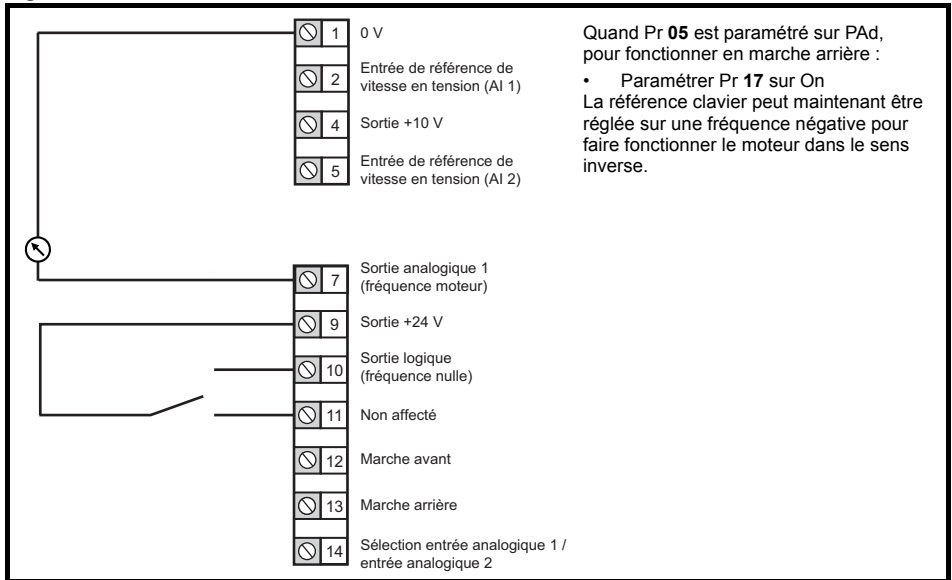 1 0 V
2 Entrée de référence de
vitesse en tension (AI 1)
4 Sortie +10 V
5 Entrée de référence de
vitesse en tension (AI 2)
7 Sortie analogique 1
(fréquence moteur)
9 Sortie +24 V
10 Sortie logique
(fréquence nulle)
11 Non affecté
12 Marche avant
13 Marche arrière
14 Sélection entrée analogique 1 /
entrée analogique 2
Quand Pr 05 est paramétré sur PAd,
pour fonctionner en marche arrière :
• Paramétrer Pr 17 sur On
La référence clavier peut maintenant être
réglée sur une fréquence négative pour
faire fonctionner le moteur dans le sens
inverse.